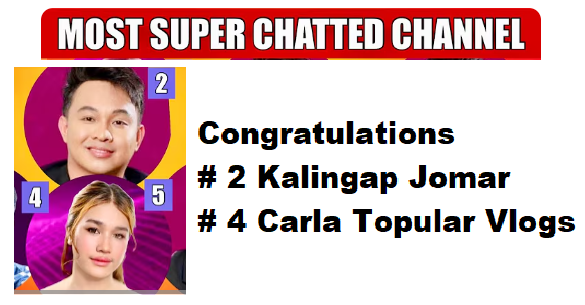 MOST SUPER CHATTED CHANNEL
2
Congratulations
# 2 Kalingap Jomar
4 5
# 4 Carla Topular Vlogs